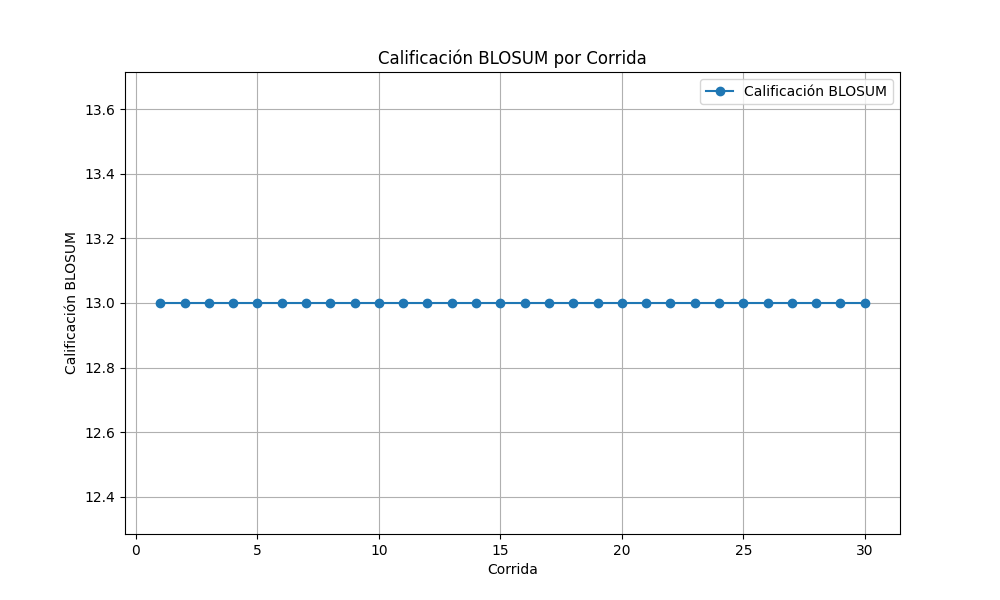 Calificación BLOSUM por Corrida
Calificación BLOSUM
13.6
13.4
13.2
13.0
12.8
12.6
12.4
Calificación BLOSUM
0 5 10 15 20 25 30
Corrida